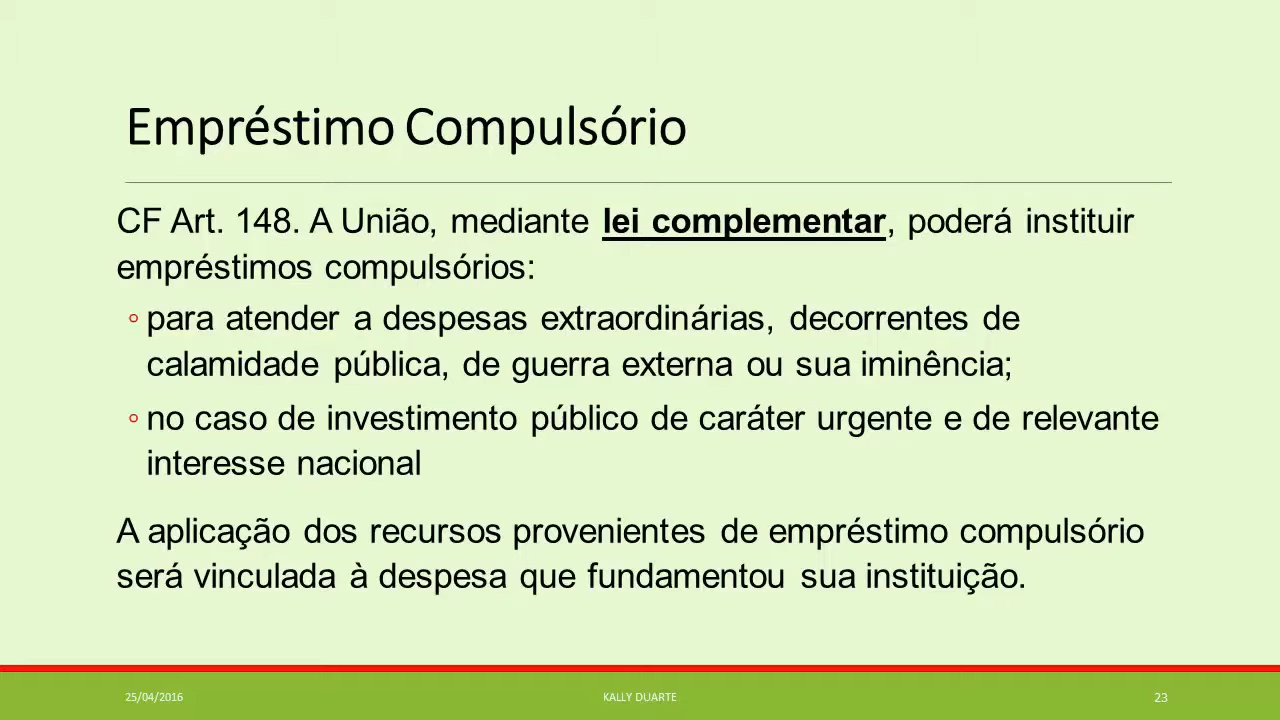 Empréstimo Compulsório
CF Art. 148. A União, mediante lei complementar, poderá instituir
empréstimos compulsórios:
◦ para atender a despesas extraordinárias, decorrentes de
calamidade pública, de guerra externa ou sua iminência;
◦ no caso de investimento público de caráter urgente e de relevante
interesse nacional
A aplicação dos recursos provenientes de empréstimo compulsório
será vinculada à despesa que fundamentou sua instituição.
25/04/2016 KALLY DUARTE 23